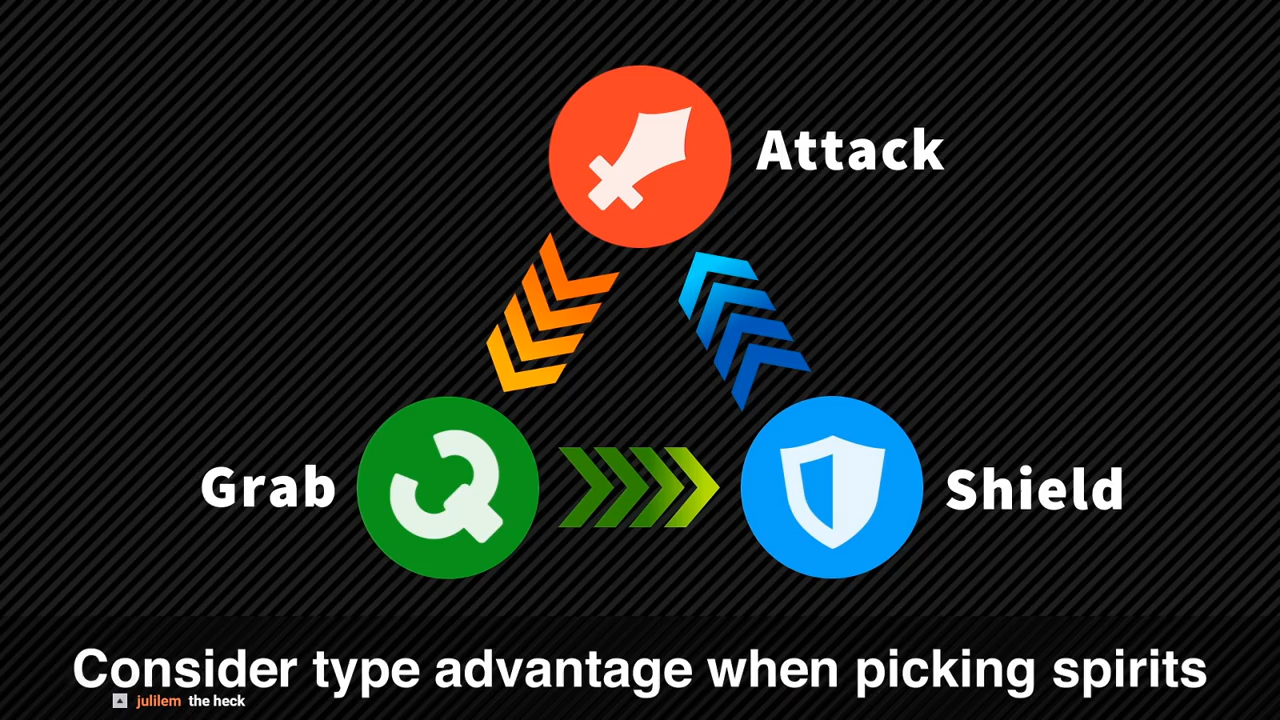 Attack
Grab
Shield
Consider type advantage when picking spirits
julilem the heck